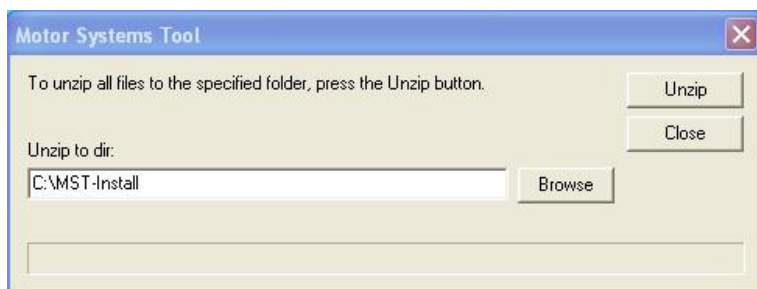 Motor Systems Tool
To unzip all files to the specified folder, press the Unzip button.
Unzip
Close
Unzip to dir:
C:\MST-Install
Browse